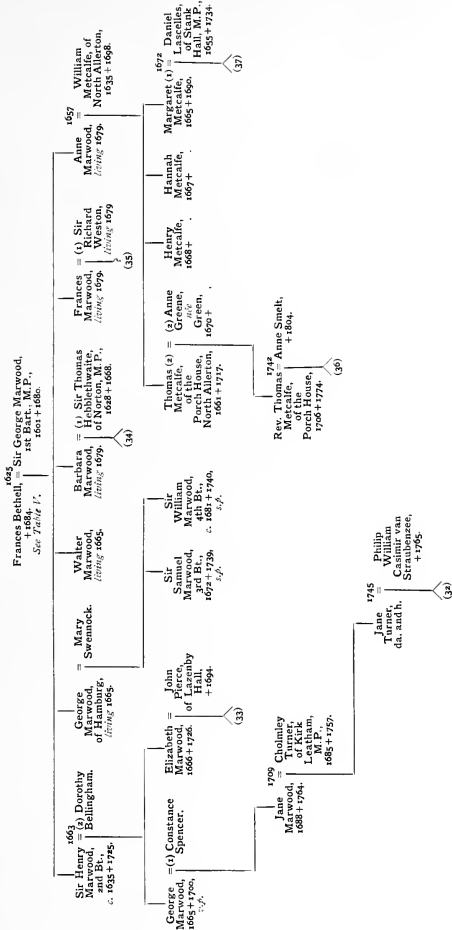 1625
Frances Bethell, = Sir George Marwood,
+ 1684. 1st Bart., M.P.,
See Table V. 1601 + 1680.
1663
Sir Henry = (2) Dorothy
Marwood, Bellingham.
2nd Bt.,
c. 1635 + 1725.
George = Mary
Marwood, Swennock.
of Hamburg,
living 1665.
Walter
Marwood,
living 1665.
Barbara = (1) Sir Thomas
Marwood, Hebblethwaite,
living 1679. of Norton, M.P.,
1628 + 1668.
(34)
Frances = (1) Sir
Marwood, Richard
living 1679. Weston,
living 1679
?
(35)
1657
Anne = William
Marwood, Metcalfe, of
living 1679. North Allerton,
1635 + 1698.
George = (1) Constance
Marwood, Spencer.
1665 + 1700,
v.p.
Elizabeth = John
Marwood, Pierce,
1666 + 1726. of Lazenby
Hall,
+ 1694.
(33)
Sir
Samuel
Marwood,
3rd Bt.,
1672 + 1739,
s.p.
Sir
William
Marwood,
4th Bt.,
c. 1681 + 1740,
s.p.
Thomas (2) = (2) Anne
Metcalfe, Greene,
of the née
Porch House, Green,
North Allerton, 1670 + .
1661 + 1717.
Henry
Metcalfe,
1668 + .
Hannah
Metcalfe,
1667 + .
1672
Margaret (1) = Daniel
Metcalfe, Lascelles,
1665 + 1690. of Stank
Hall, M.P.,
1655 + 1734.
(37)
1709
Jane = Cholmley
Marwood, Turner,
1688 + 1764. of Kirk
Leatham,
M.P.,
1685 + 1757.
1742
Rev. Thomas = Anne Smelt,
Metcalfe, + 1804.
of the
Porch House,
1706 + 1774.
(36)
1745
Jane = Philip
Turner, William
da. and h. Casimir van
Straubenzee,
+ 1765.
(32)